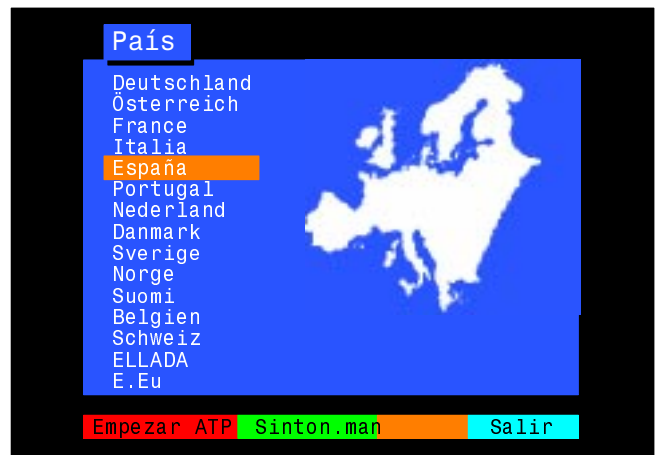 País
Deutschland
Österreich
France
Italia
España
Portugal
Nederland
Danmark
Sverige
Norge
Suomi
Belgien
Schweiz
ELLADA
E.Eu
Empezar ATP Sinton.man Salir